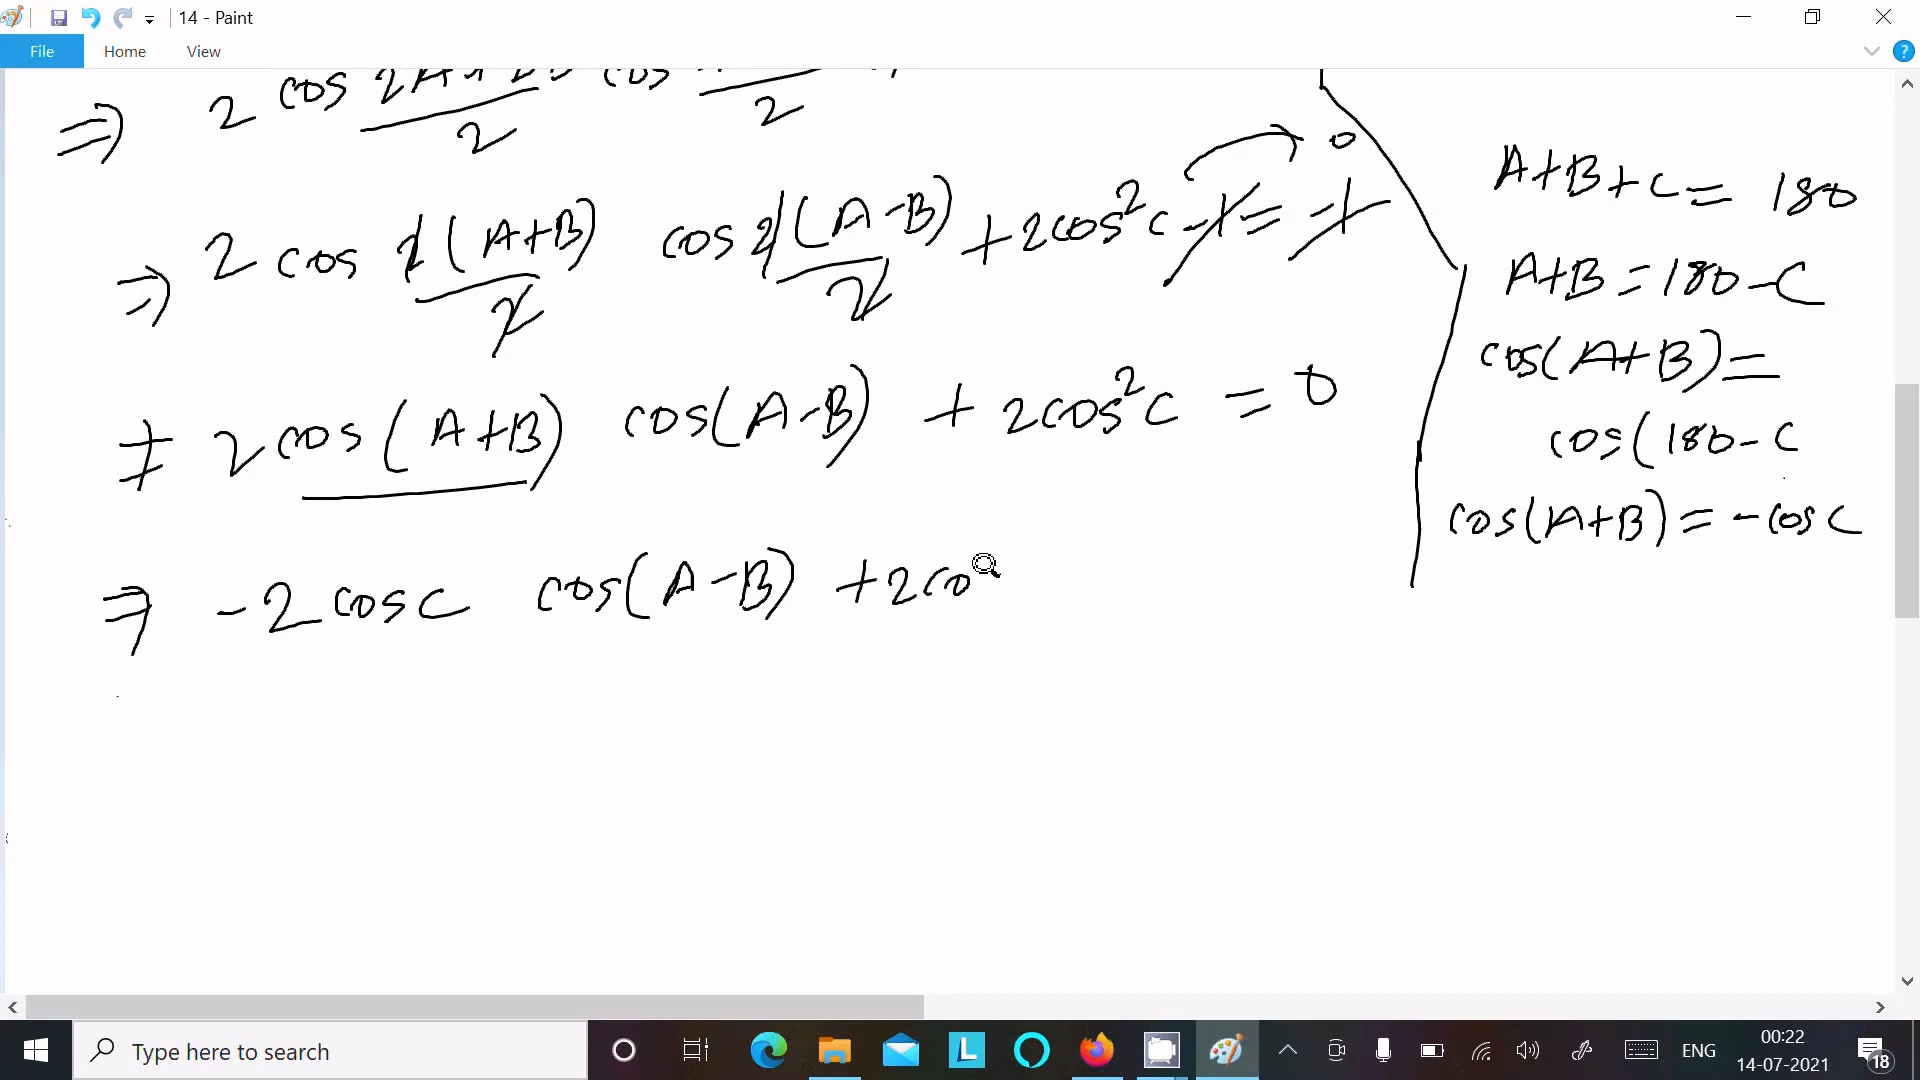 14 - Paint
File Home View
⇒ 2 cos 2A+2B/2 cos /2
⇒ 2 cos 2(A+B)/2 cos 2(A-B)/2 + 2cos²C - 1 = -1 0
⇒ 2cos(A+B) cos(A-B) + 2cos²C = 0
⇒ -2cosC cos(A-B) + 2co
A+B+C = 180
A+B = 180-C
cos(A+B) =
cos(180-C
cos(A+B) = -cosC
Type here to search
ENG
00:22
14-07-2021
18